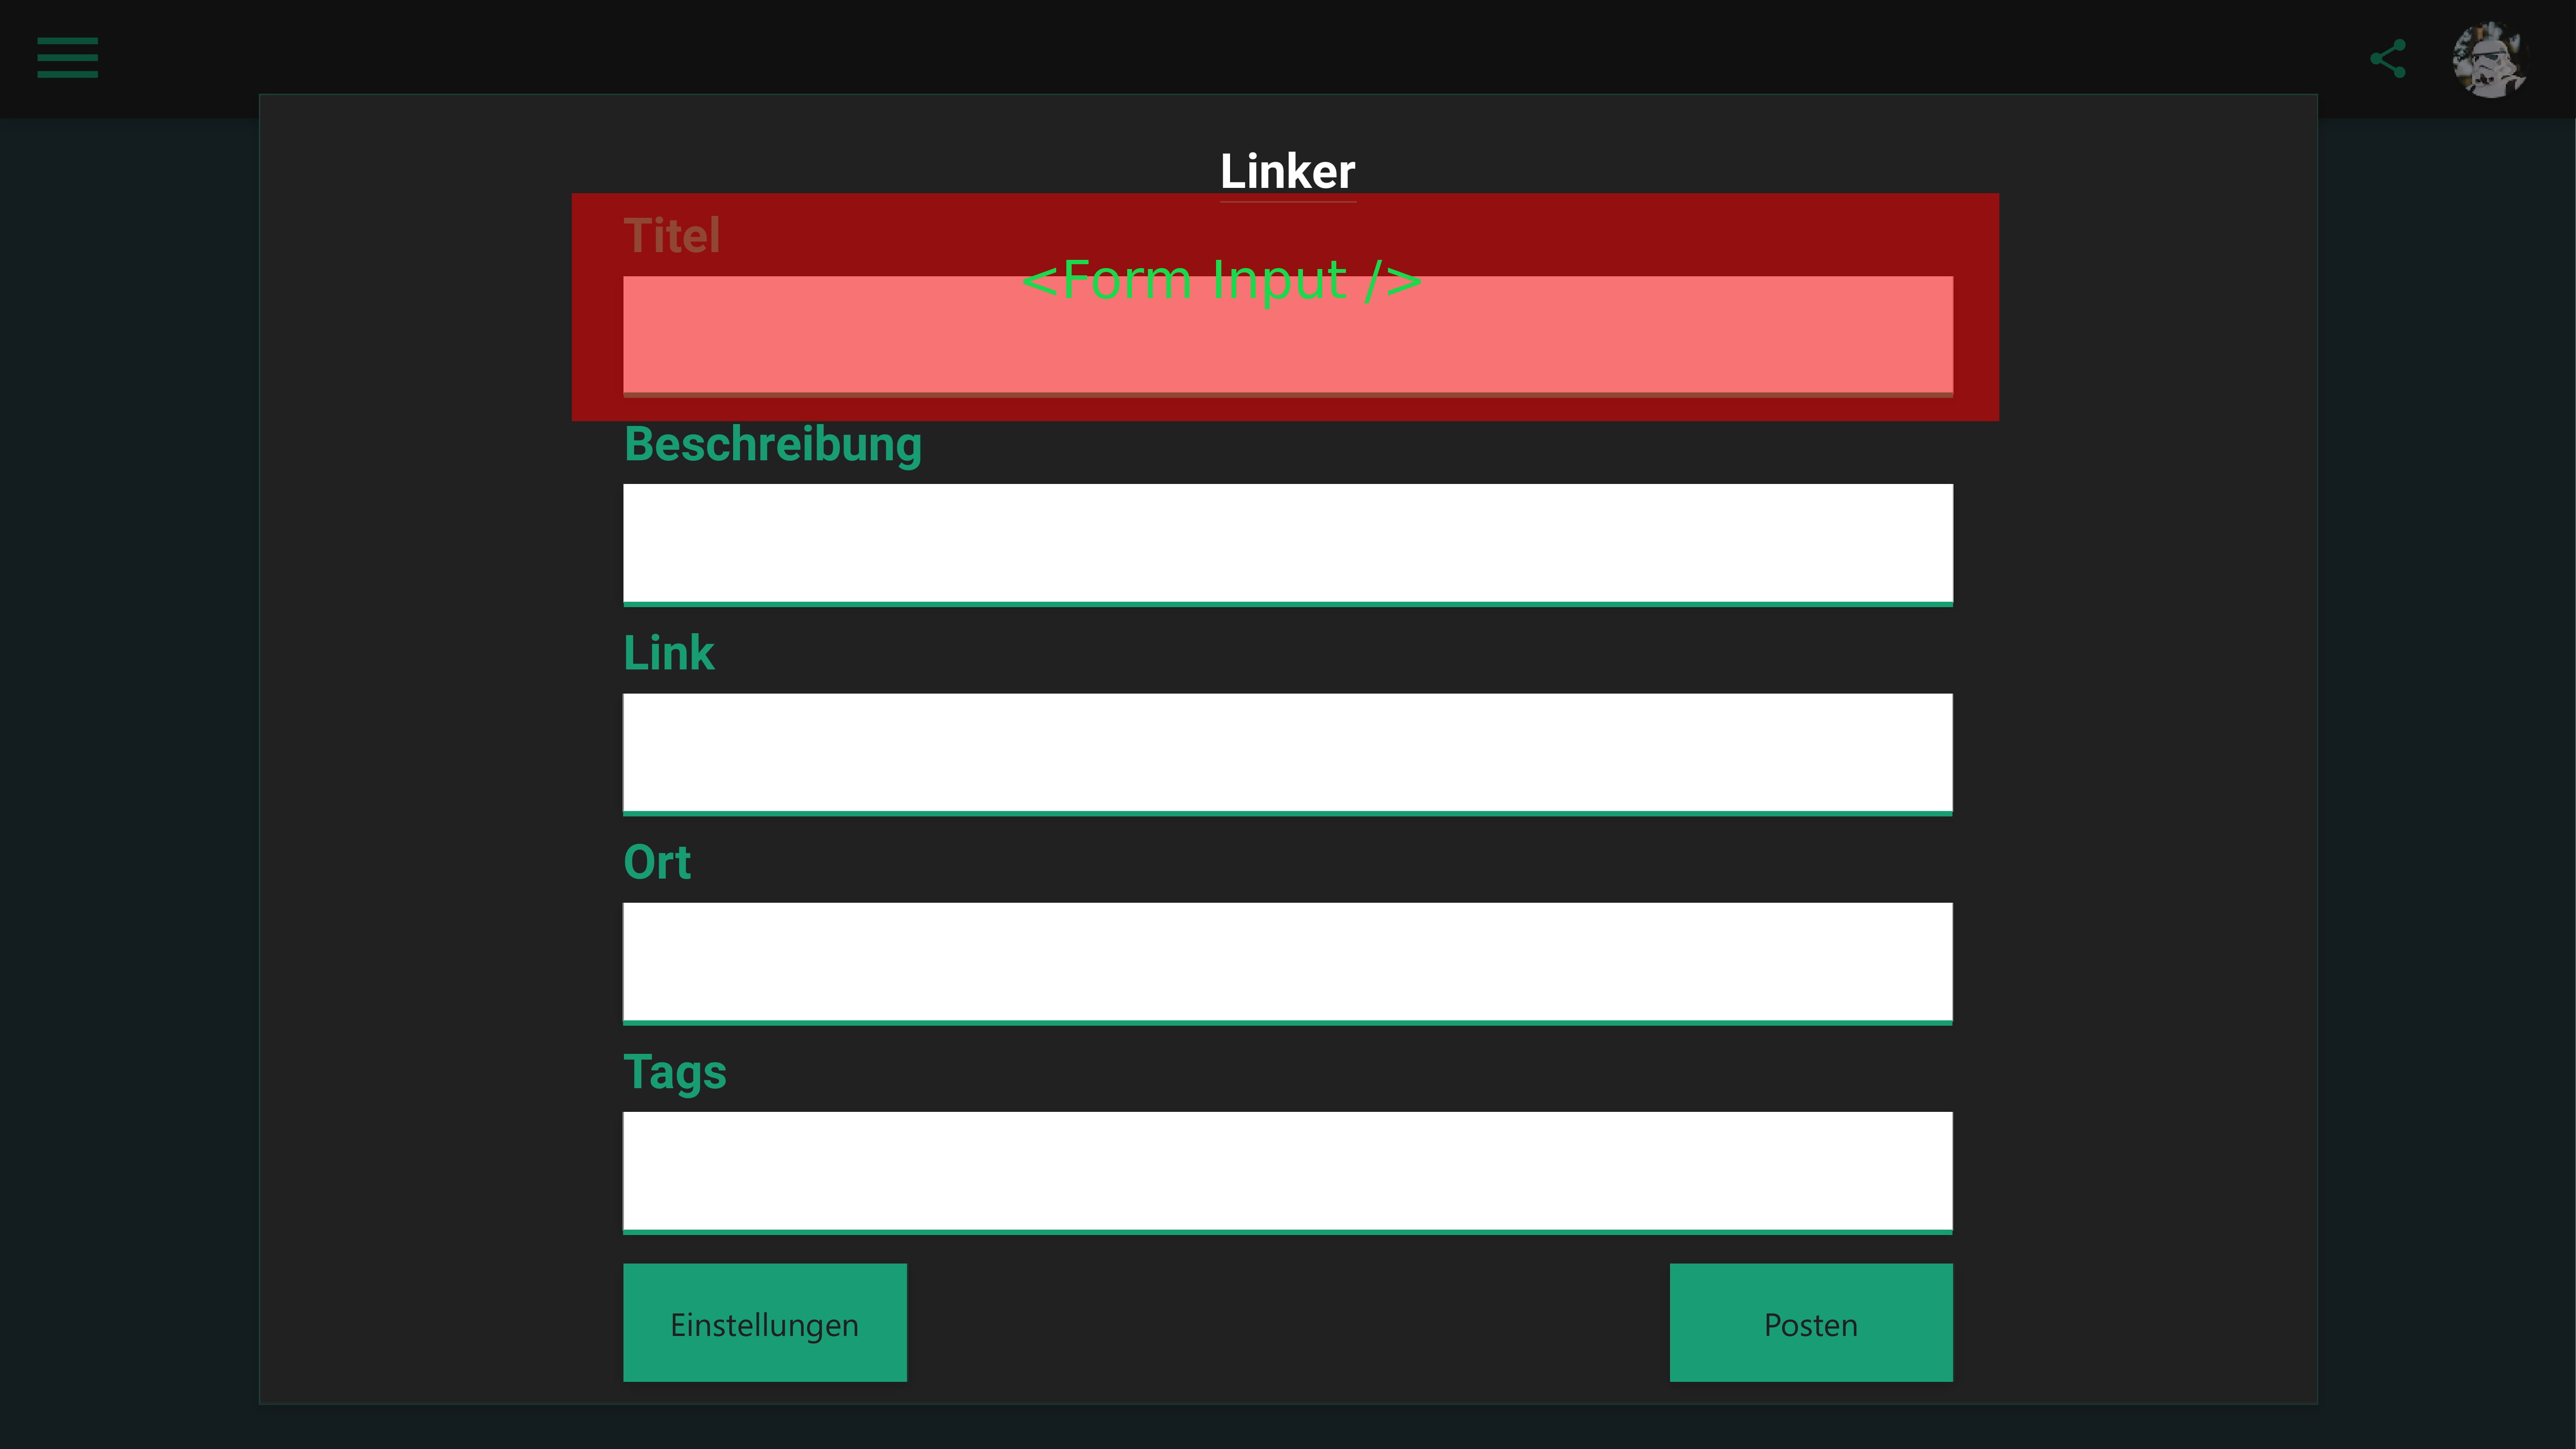 Linker
Titel
<Form Input />
Beschreibung
Link
Ort
Tags
Einstellungen
Posten